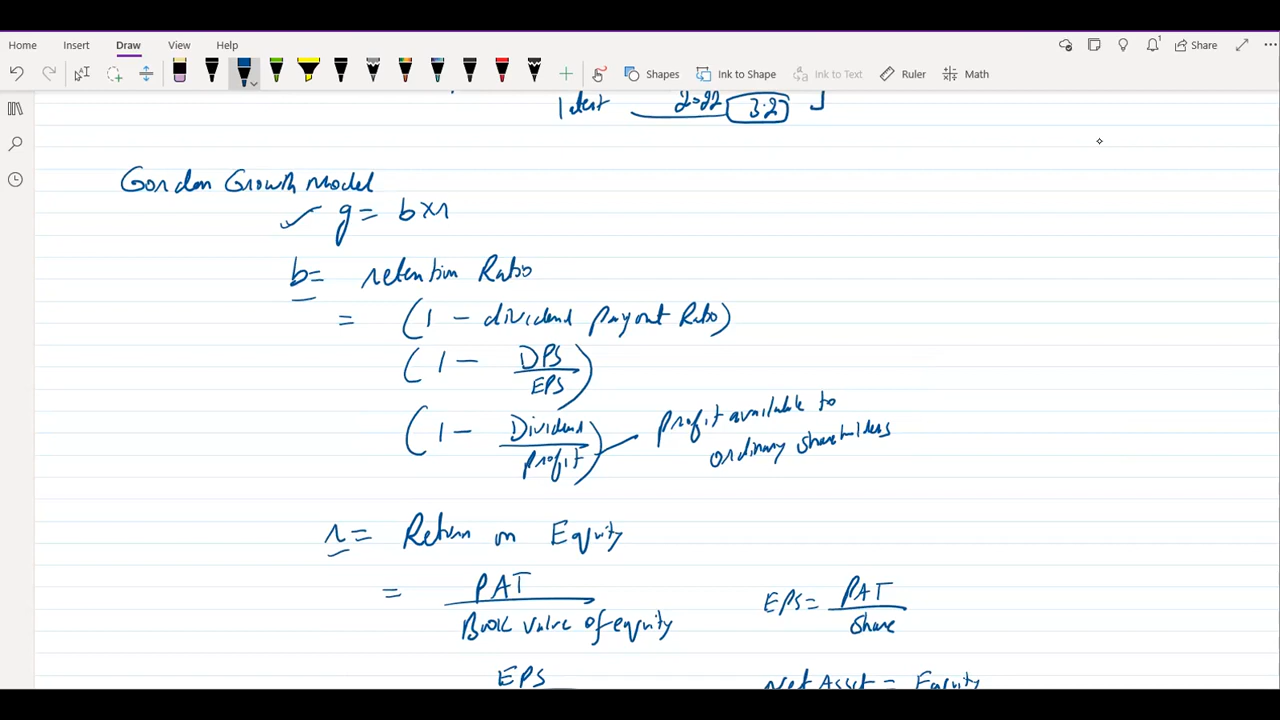 Home Insert Draw View Help
Share
Shapes Ink to Shape Ink to Text Ruler Math
latest 2022 3.2
Gordon Growth Model
g = b×r
b= retention Ratio
= (1 - dividend payout Ratio)
(1 - DPS
EPS)
(1 - Dividend
profit)
profit available to
ordinary shareholders
r = Return on Equity
= PAT
Book value of equity
EPS = PAT
share
EPS
Net Asset = Equity